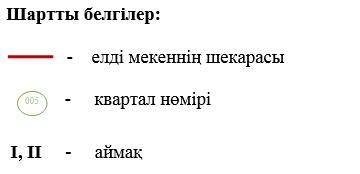 Шартты белгілер:
- елді мекеннің шекарасы
005 - квартал нөмірі
I, II - аймақ